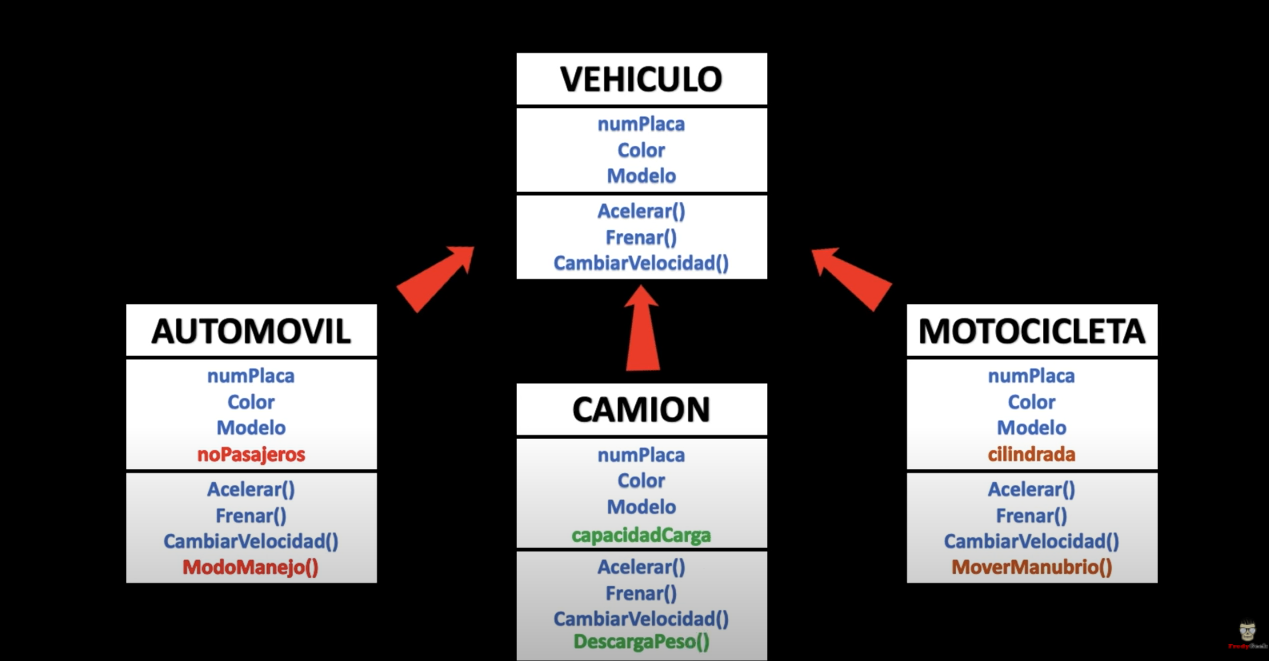 VEHICULO
numPlaca
Color
Modelo
Acelerar()
Frenar()
CambiarVelocidad()
AUTOMOVIL
numPlaca
Color
Modelo
noPasajeros
Acelerar()
Frenar()
CambiarVelocidad()
ModoManejo()
CAMION
numPlaca
Color
Modelo
capacidadCarga
Acelerar()
Frenar()
CambiarVelocidad()
DescargaPeso()
MOTOCICLETA
numPlaca
Color
Modelo
cilindrada
Acelerar()
Frenar()
CambiarVelocidad()
MoverManubrio()